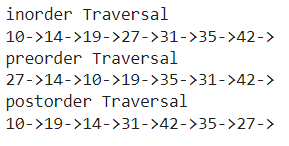 inorder Traversal
10->14->19->27->31->35->42->
preorder Traversal
27->14->10->19->35->31->42->
postorder Traversal
10->19->14->31->42->35->27->